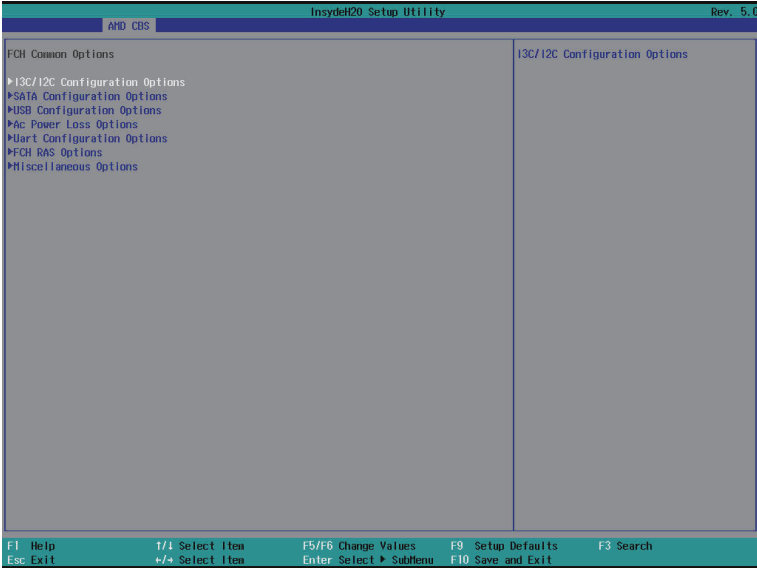 InsydeH20 Setup Utility Rev. 5.0
AMD CBS
FCH Common Options
I3C/I2C Configuration Options
▶I3C/I2C Configuration Options
▶SATA Configuration Options
▶USB Configuration Options
▶Ac Power Loss Options
▶Uart Configuration Options
▶FCH RAS Options
▶Miscellaneous Options
F1 Help ↑/↓ Select Item F5/F6 Change Values F9 Setup Defaults F3 Search
Esc Exit ←/→ Select Item Enter Select ▶ SubMenu F10 Save and Exit